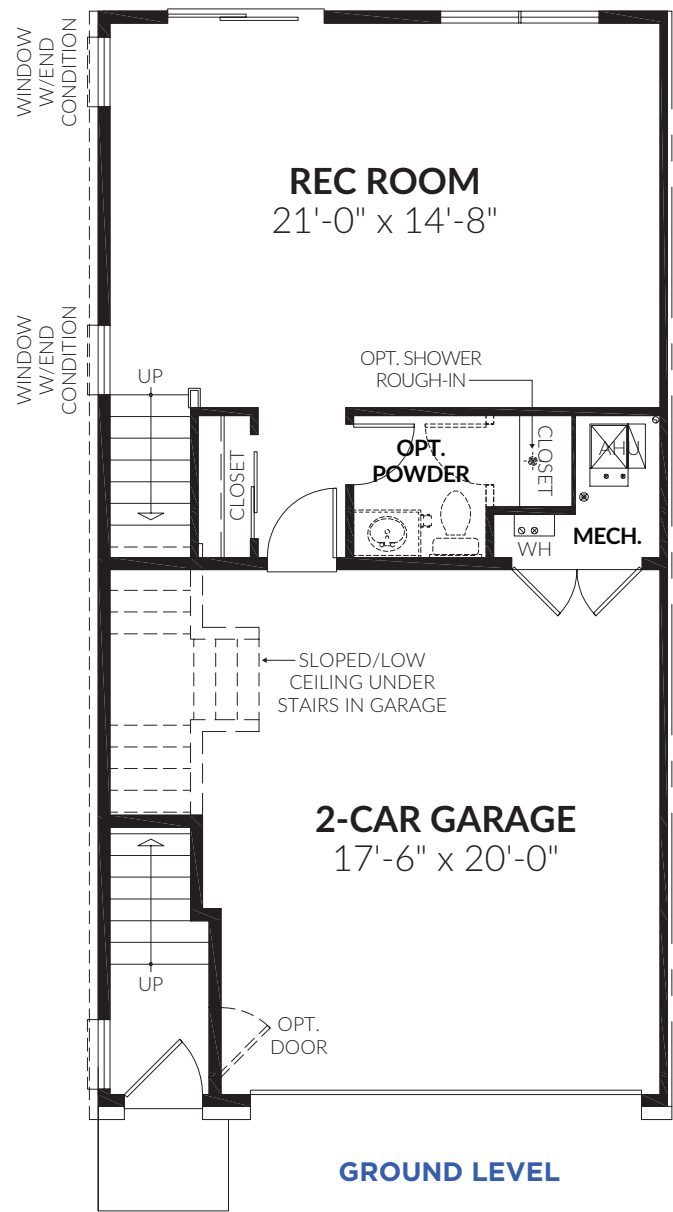 WINDOW
W/END
CONDITION
REC ROOM
21'-0" x 14'-8"
WINDOW
W/END
CONDITION
UP
OPT. SHOWER
ROUGH-IN
CLOSET
OPT.
POWDER
CLOSET
AHU
MECH.
WH
SLOPED/LOW
CEILING UNDER
STAIRS IN GARAGE
2-CAR GARAGE
17'-6" x 20'-0"
UP
OPT.
DOOR
GROUND LEVEL